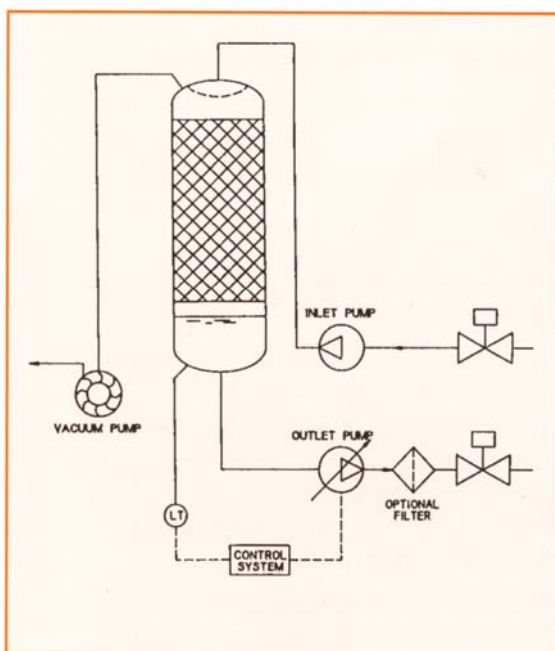 INLET PUMP
VACUUM PUMP
OUTLET PUMP
OPTIONAL
FILTER
LT
CONTROL
SYSTEM